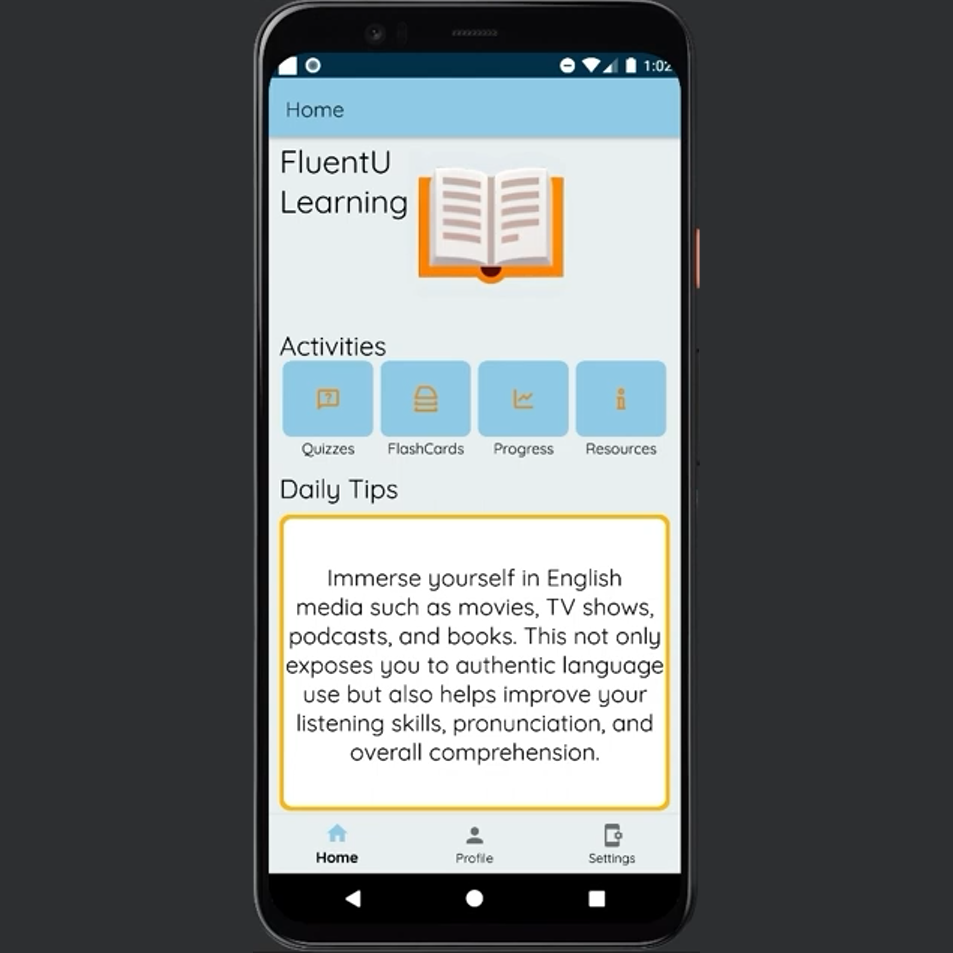 1:02
Home
FluentU
Learning
Activities
Quizzes FlashCards Progress Resources
Daily Tips
Immerse yourself in English
media such as movies, TV shows,
podcasts, and books. This not only
exposes you to authentic language
use but also helps improve your
listening skills, pronunciation, and
overall comprehension.
Home Profile Settings